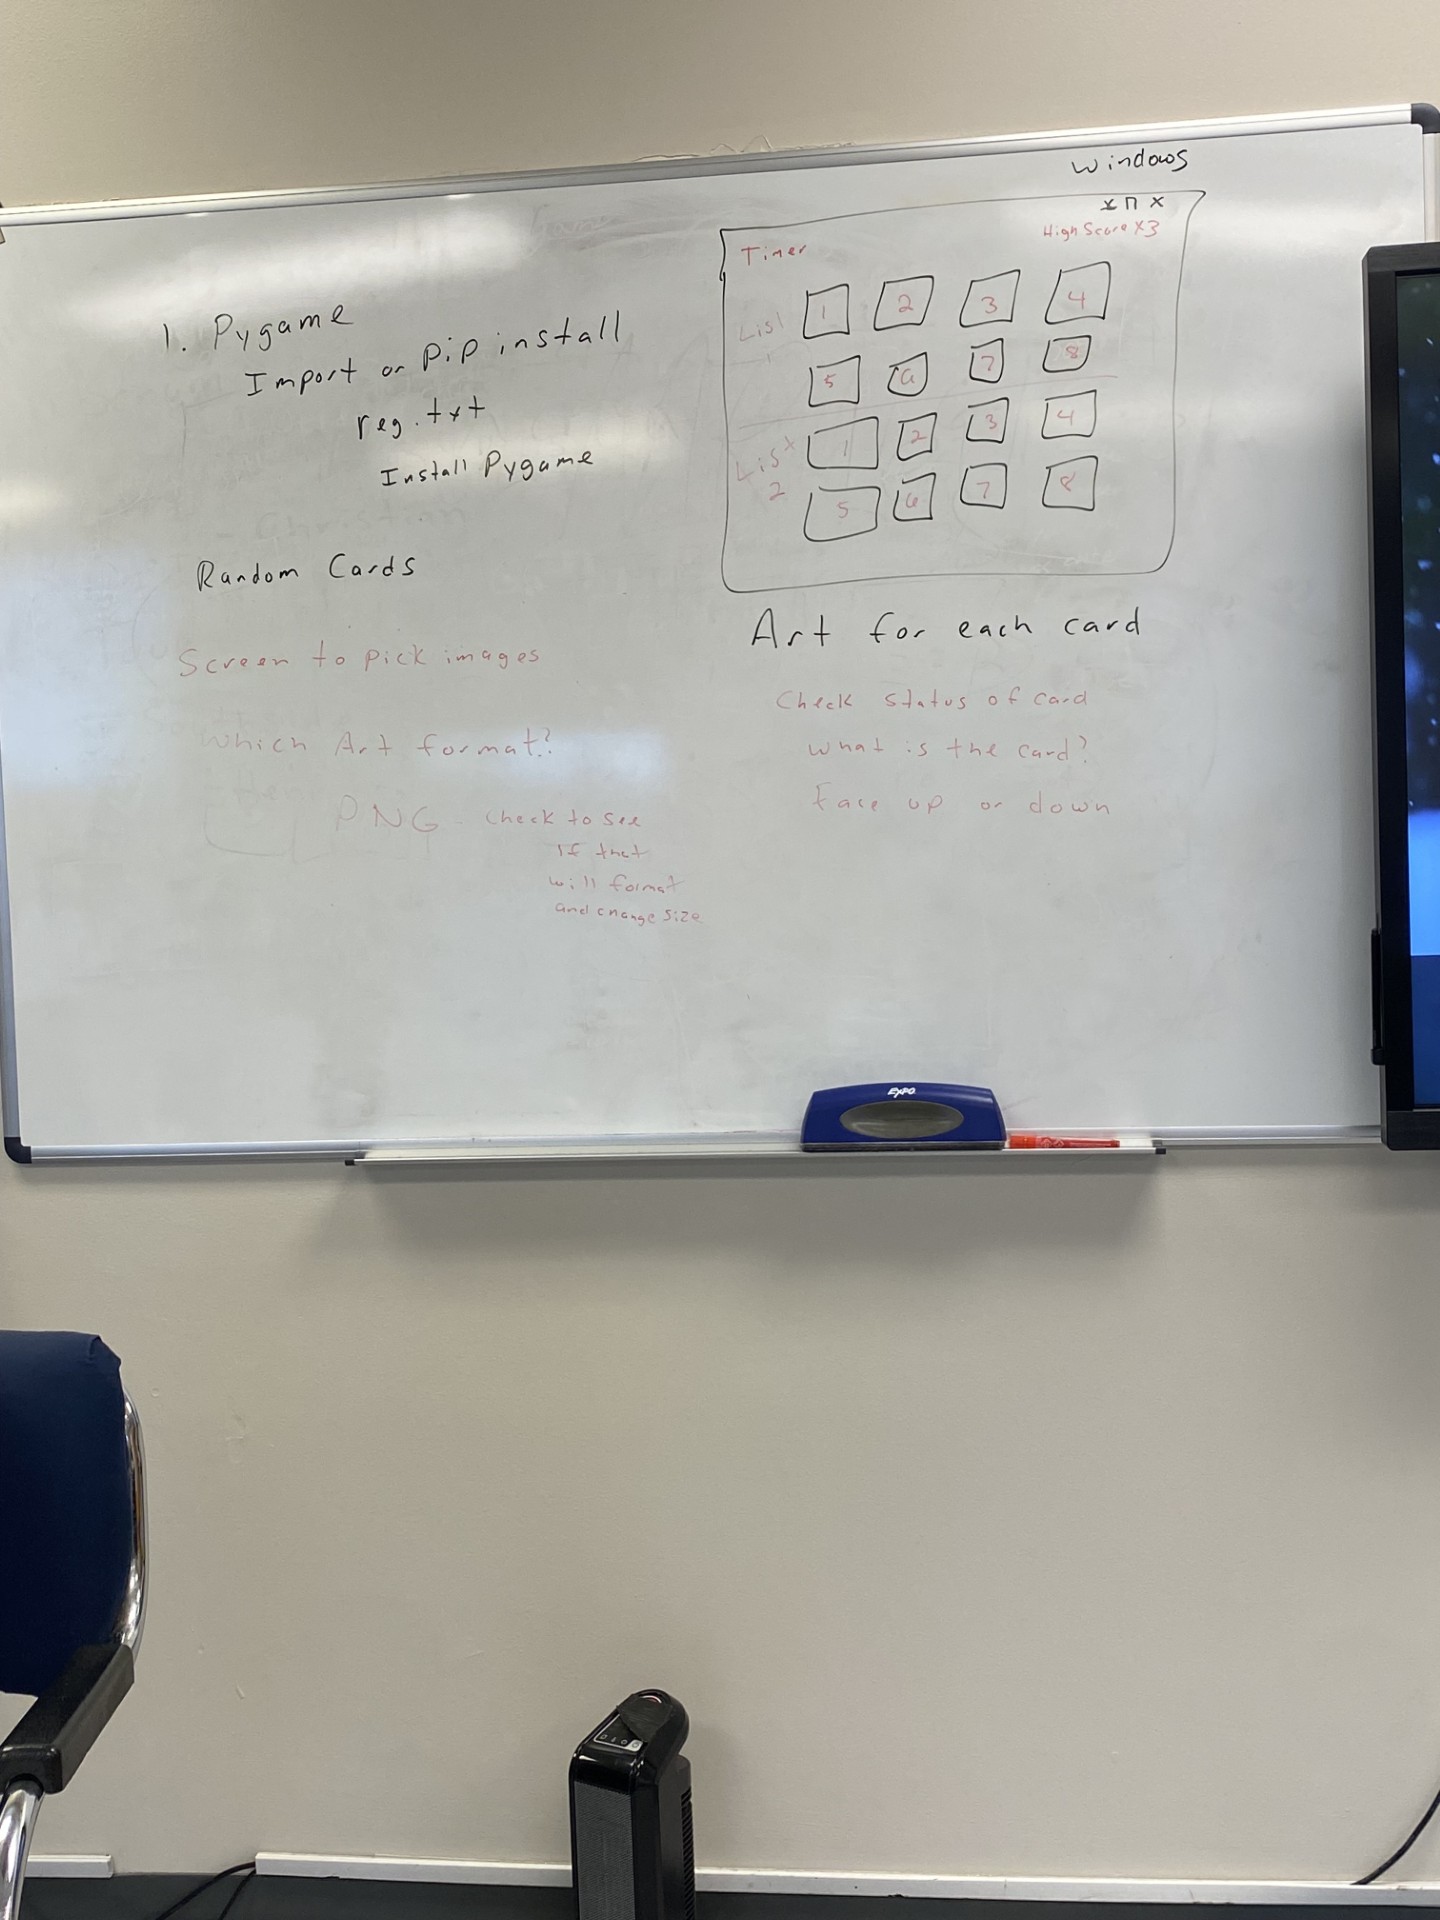 windows
x n x
High Score x3
Timer
1. Pygame
Import or Pip install
reg.txt
Install Pygame
Random Cards
Screen to pick images
Which Art format?
PNG
Check to see
if that
will format
and change size
List
1
1 2 3 4
5 6 7 8
List
2
1 2 3 4
5 6 7 8
Art for each card
Check status of card
What is the card?
Face up or down
EXPO